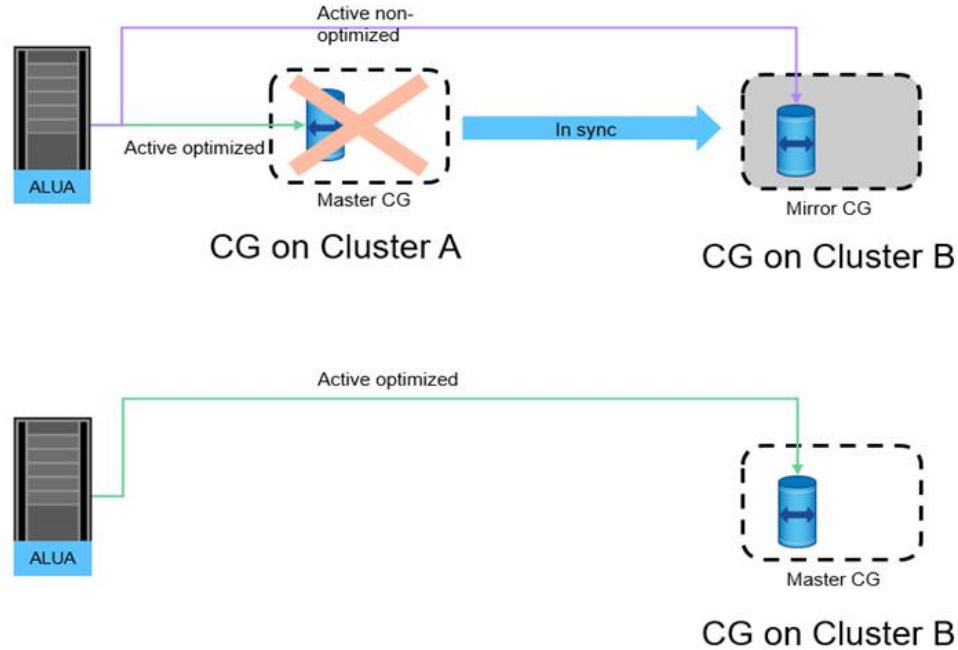 Active non-
optimized
Active optimized
In sync
ALUA
Master CG
Mirror CG
CG on Cluster A
CG on Cluster B
Active optimized
ALUA
Master CG
CG on Cluster B